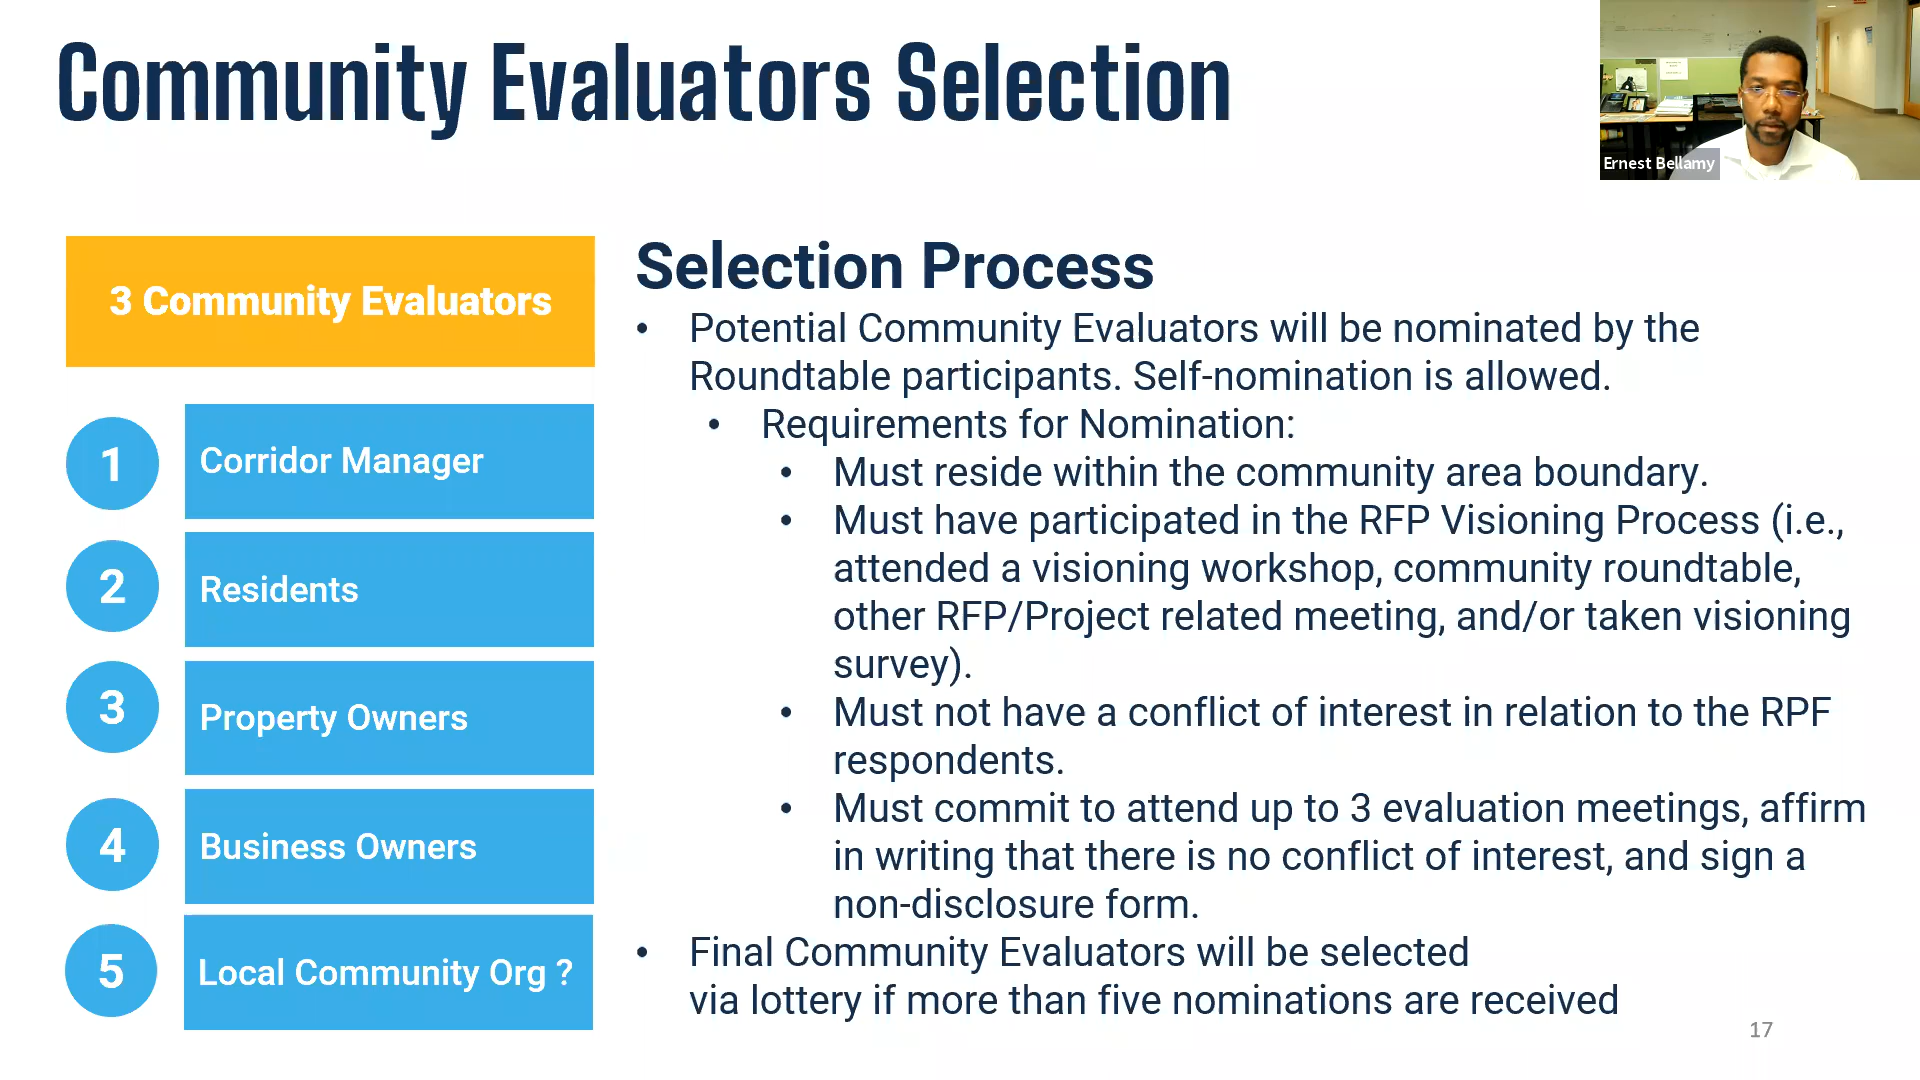 Community Evaluators Selection
Ernest Bellamy
3 Community Evaluators
1 Corridor Manager
2 Residents
3 Property Owners
4 Business Owners
5 Local Community Org ?
Selection Process
• Potential Community Evaluators will be nominated by the
Roundtable participants. Self-nomination is allowed.
• Requirements for Nomination:
• Must reside within the community area boundary.
• Must have participated in the RFP Visioning Process (i.e.,
attended a visioning workshop, community roundtable,
other RFP/Project related meeting, and/or taken visioning
survey).
• Must not have a conflict of interest in relation to the RPF
respondents.
• Must commit to attend up to 3 evaluation meetings, affirm
in writing that there is no conflict of interest, and sign a
non-disclosure form.
• Final Community Evaluators will be selected
via lottery if more than five nominations are received
17